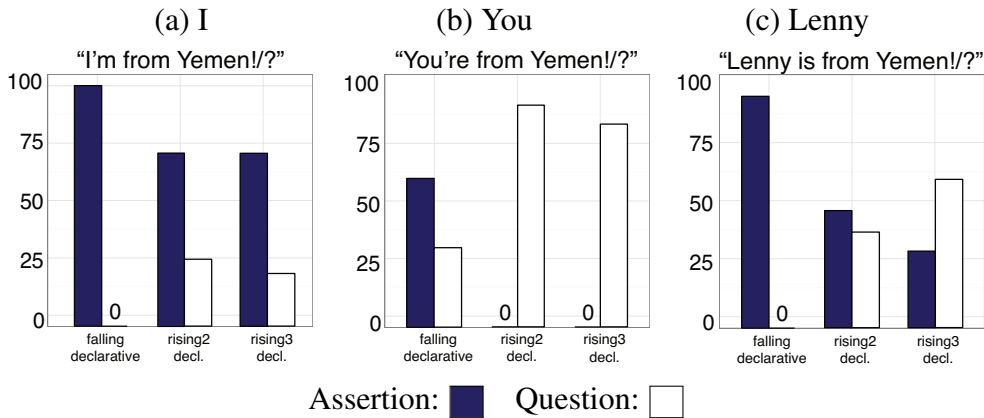 (a) I
(b) You
(c) Lenny
“I’m from Yemen!/?”
“You’re from Yemen!/?”
“Lenny is from Yemen!/?”
100
75
50
25
0
0
falling declarative
rising2 decl.
rising3 decl.
100
75
50
25
0
0
0
falling declarative
rising2 decl.
rising3 decl.
100
75
50
25
0
0
falling declarative
rising2 decl.
rising3 decl.
Assertion:
Question: